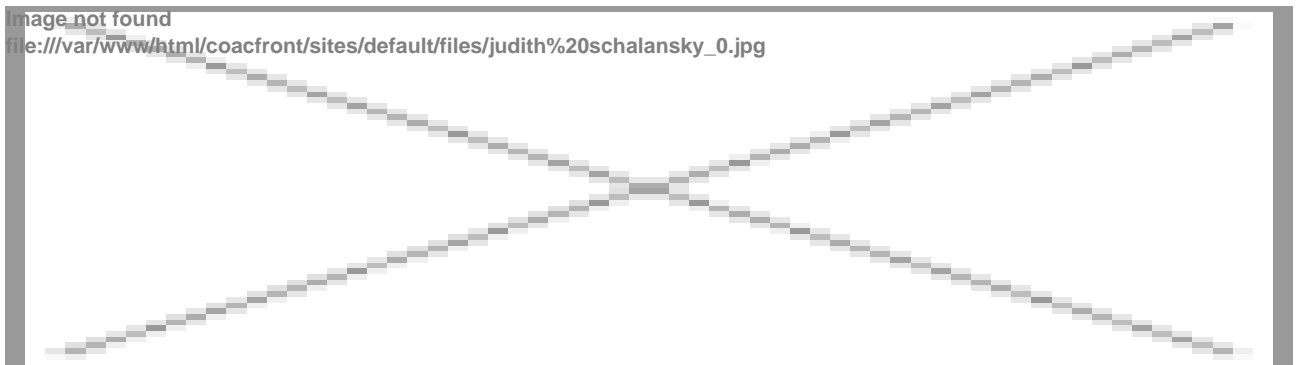 Image not found
file:///var/www/html/coacfront/sites/default/files/judith%20schalansky_0.jpg